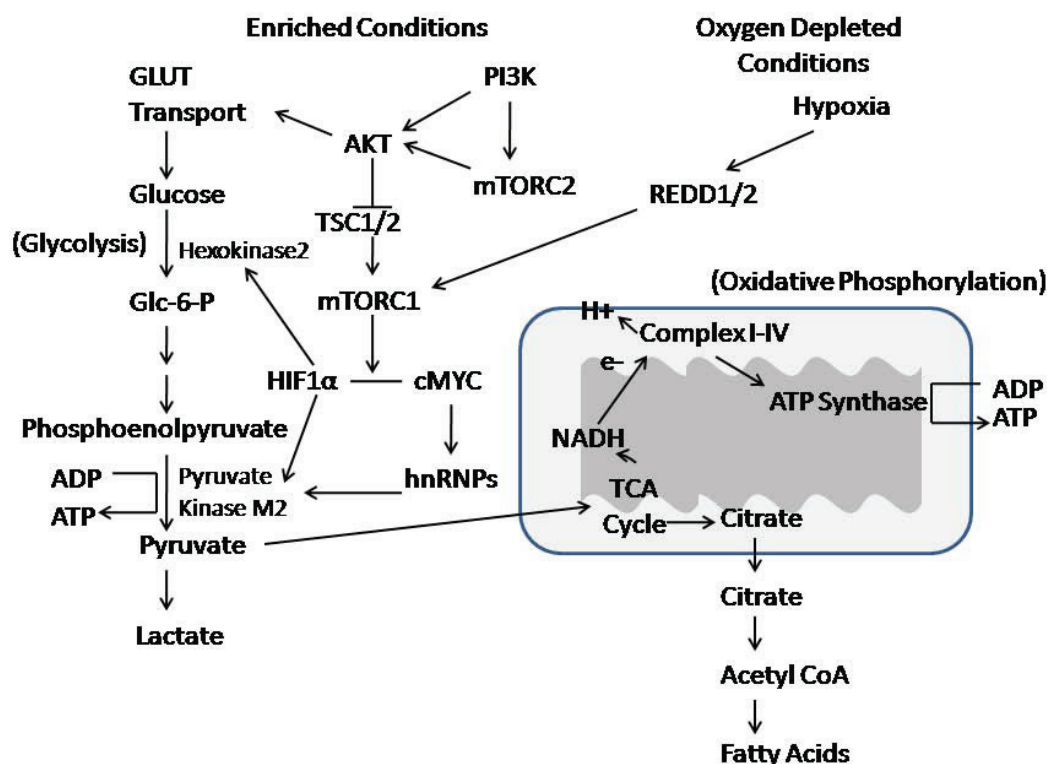 Enriched Conditions
Oxygen Depleted
Conditions
GLUT
Transport
PI3K
Hypoxia
AKT
mTORC2
REDD1/2
Glucose
TSC1/2
(Glycolysis)
Hexokinase2
mTORC1
(Oxidative Phosphorylation)
Glc-6-P
H+
Complex I-IV
e-
HIF1α
cMYC
ATP Synthase
ADP
ATP
Phosphoenolpyruvate
NADH
ADP
ATP
Pyruvate
Kinase M2
hnRNPs
TCA
Cycle
Citrate
Pyruvate
Citrate
Lactate
Acetyl CoA
Fatty Acids